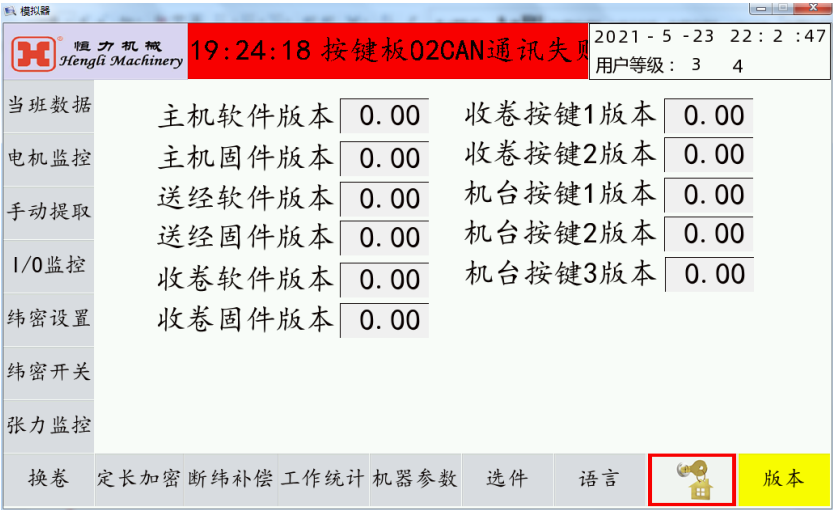 模拟器
恒力机械
Hengli Machinery
19:24:18 按键板02CAN通讯失
2021 - 5 -23 22: 2 :47
用户等级： 3 4
当班数据
电机监控
手动提取
I/O监控
纬密设置
纬密开关
张力监控
主机软件版本 0.00
主机固件版本 0.00
送经软件版本 0.00
送经固件版本 0.00
收卷软件版本 0.00
收卷固件版本 0.00
收卷按键1版本 0.00
收卷按键2版本 0.00
机台按键1版本 0.00
机台按键2版本 0.00
机台按键3版本 0.00
换卷 定长加密 断纬补偿 工作统计 机器参数 选件 语言 版本